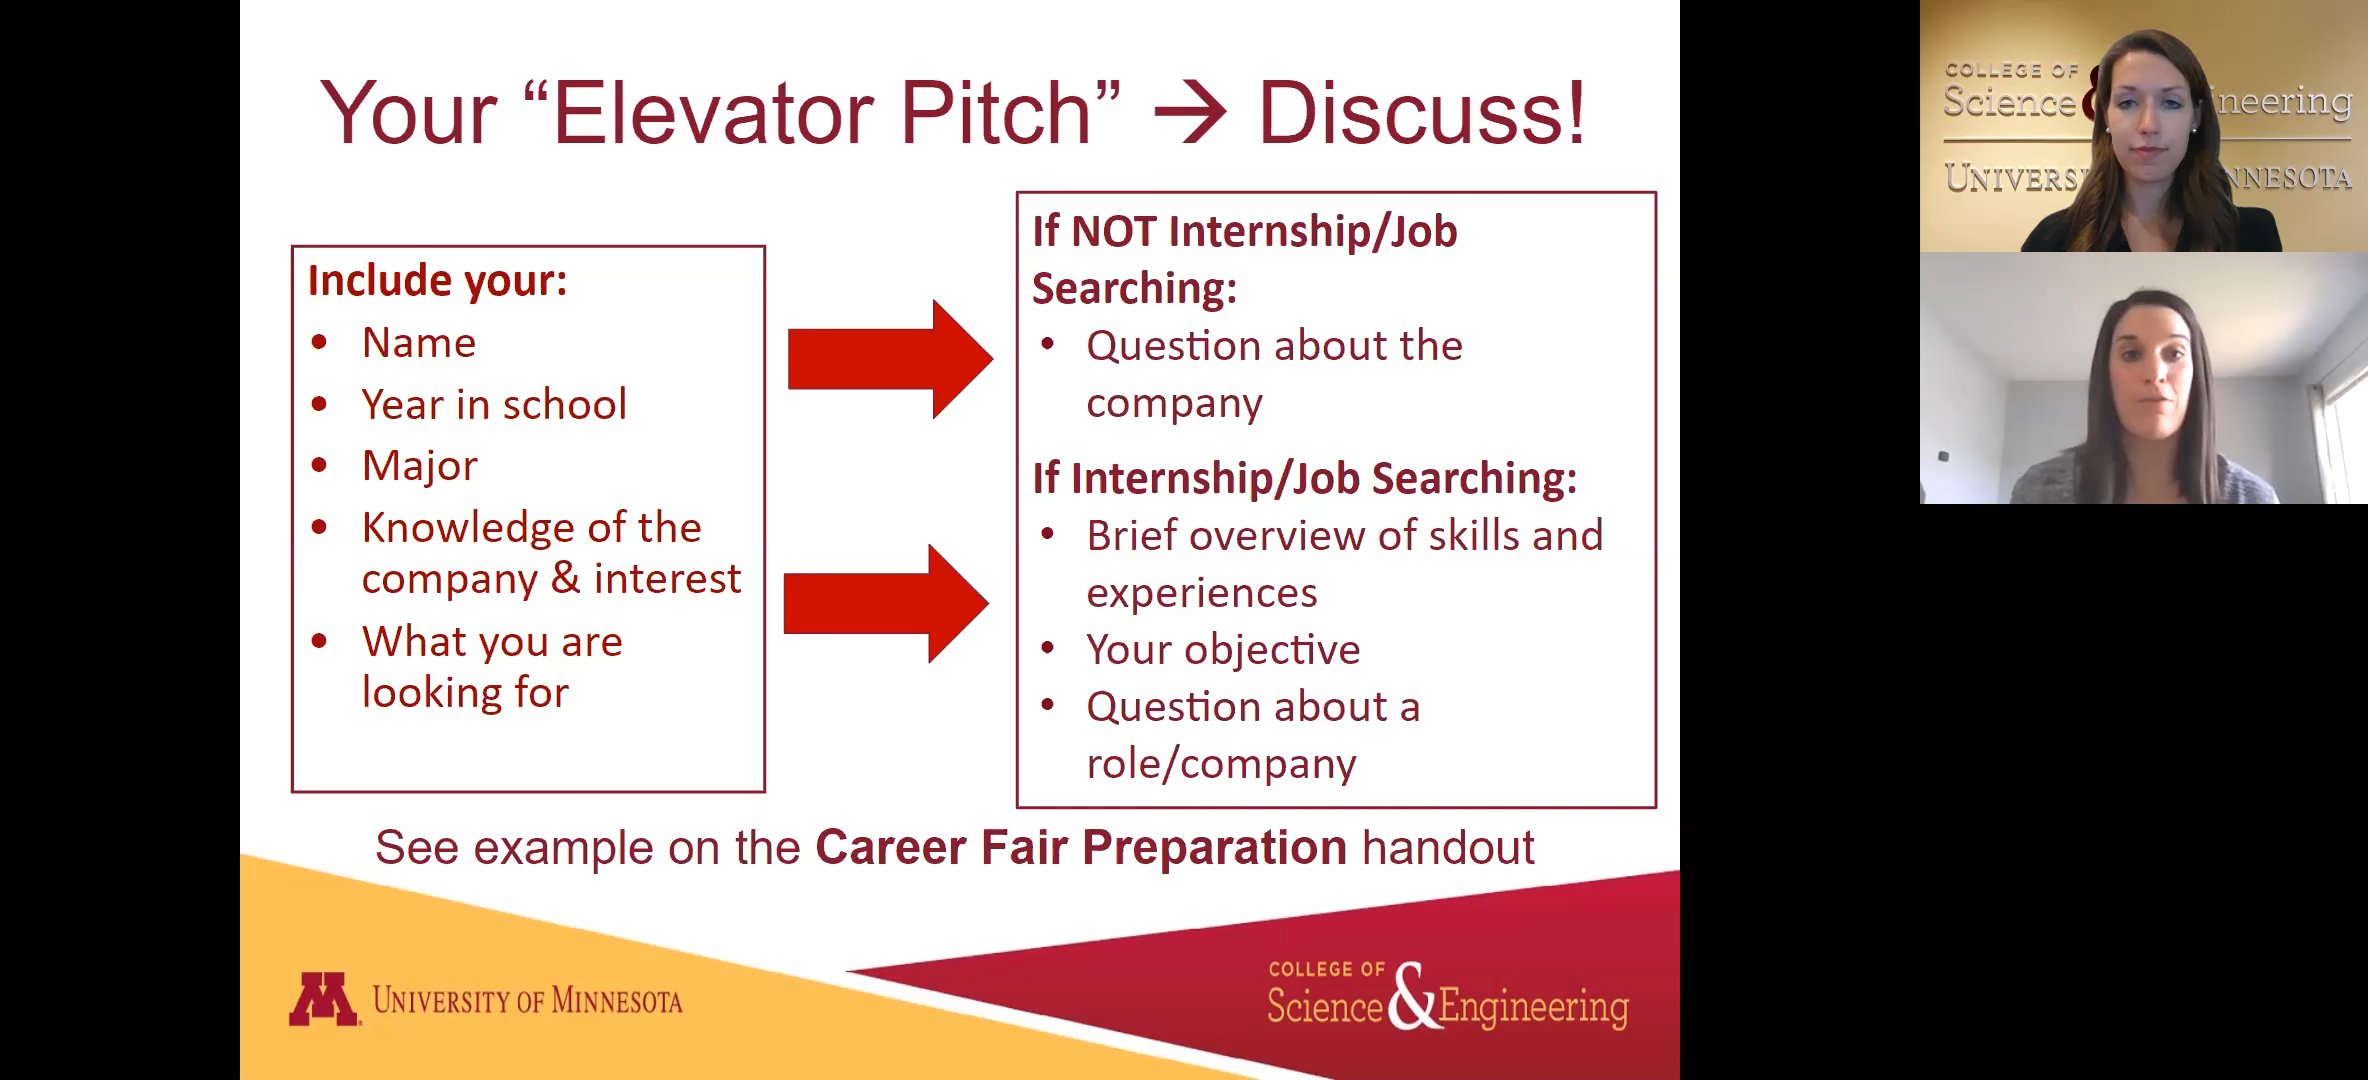 Your “Elevator Pitch” → Discuss!
Include your:
• Name
• Year in school
• Major
• Knowledge of the
company & interest
• What you are
looking for
If NOT Internship/Job
Searching:
• Question about the
company
If Internship/Job Searching:
• Brief overview of skills and
experiences
• Your objective
• Question about a
role/company
See example on the Career Fair Preparation handout
M University of Minnesota
College of
Science & Engineering
COLLEGE OF
Science & ineering
UNIVERS NNESOTA